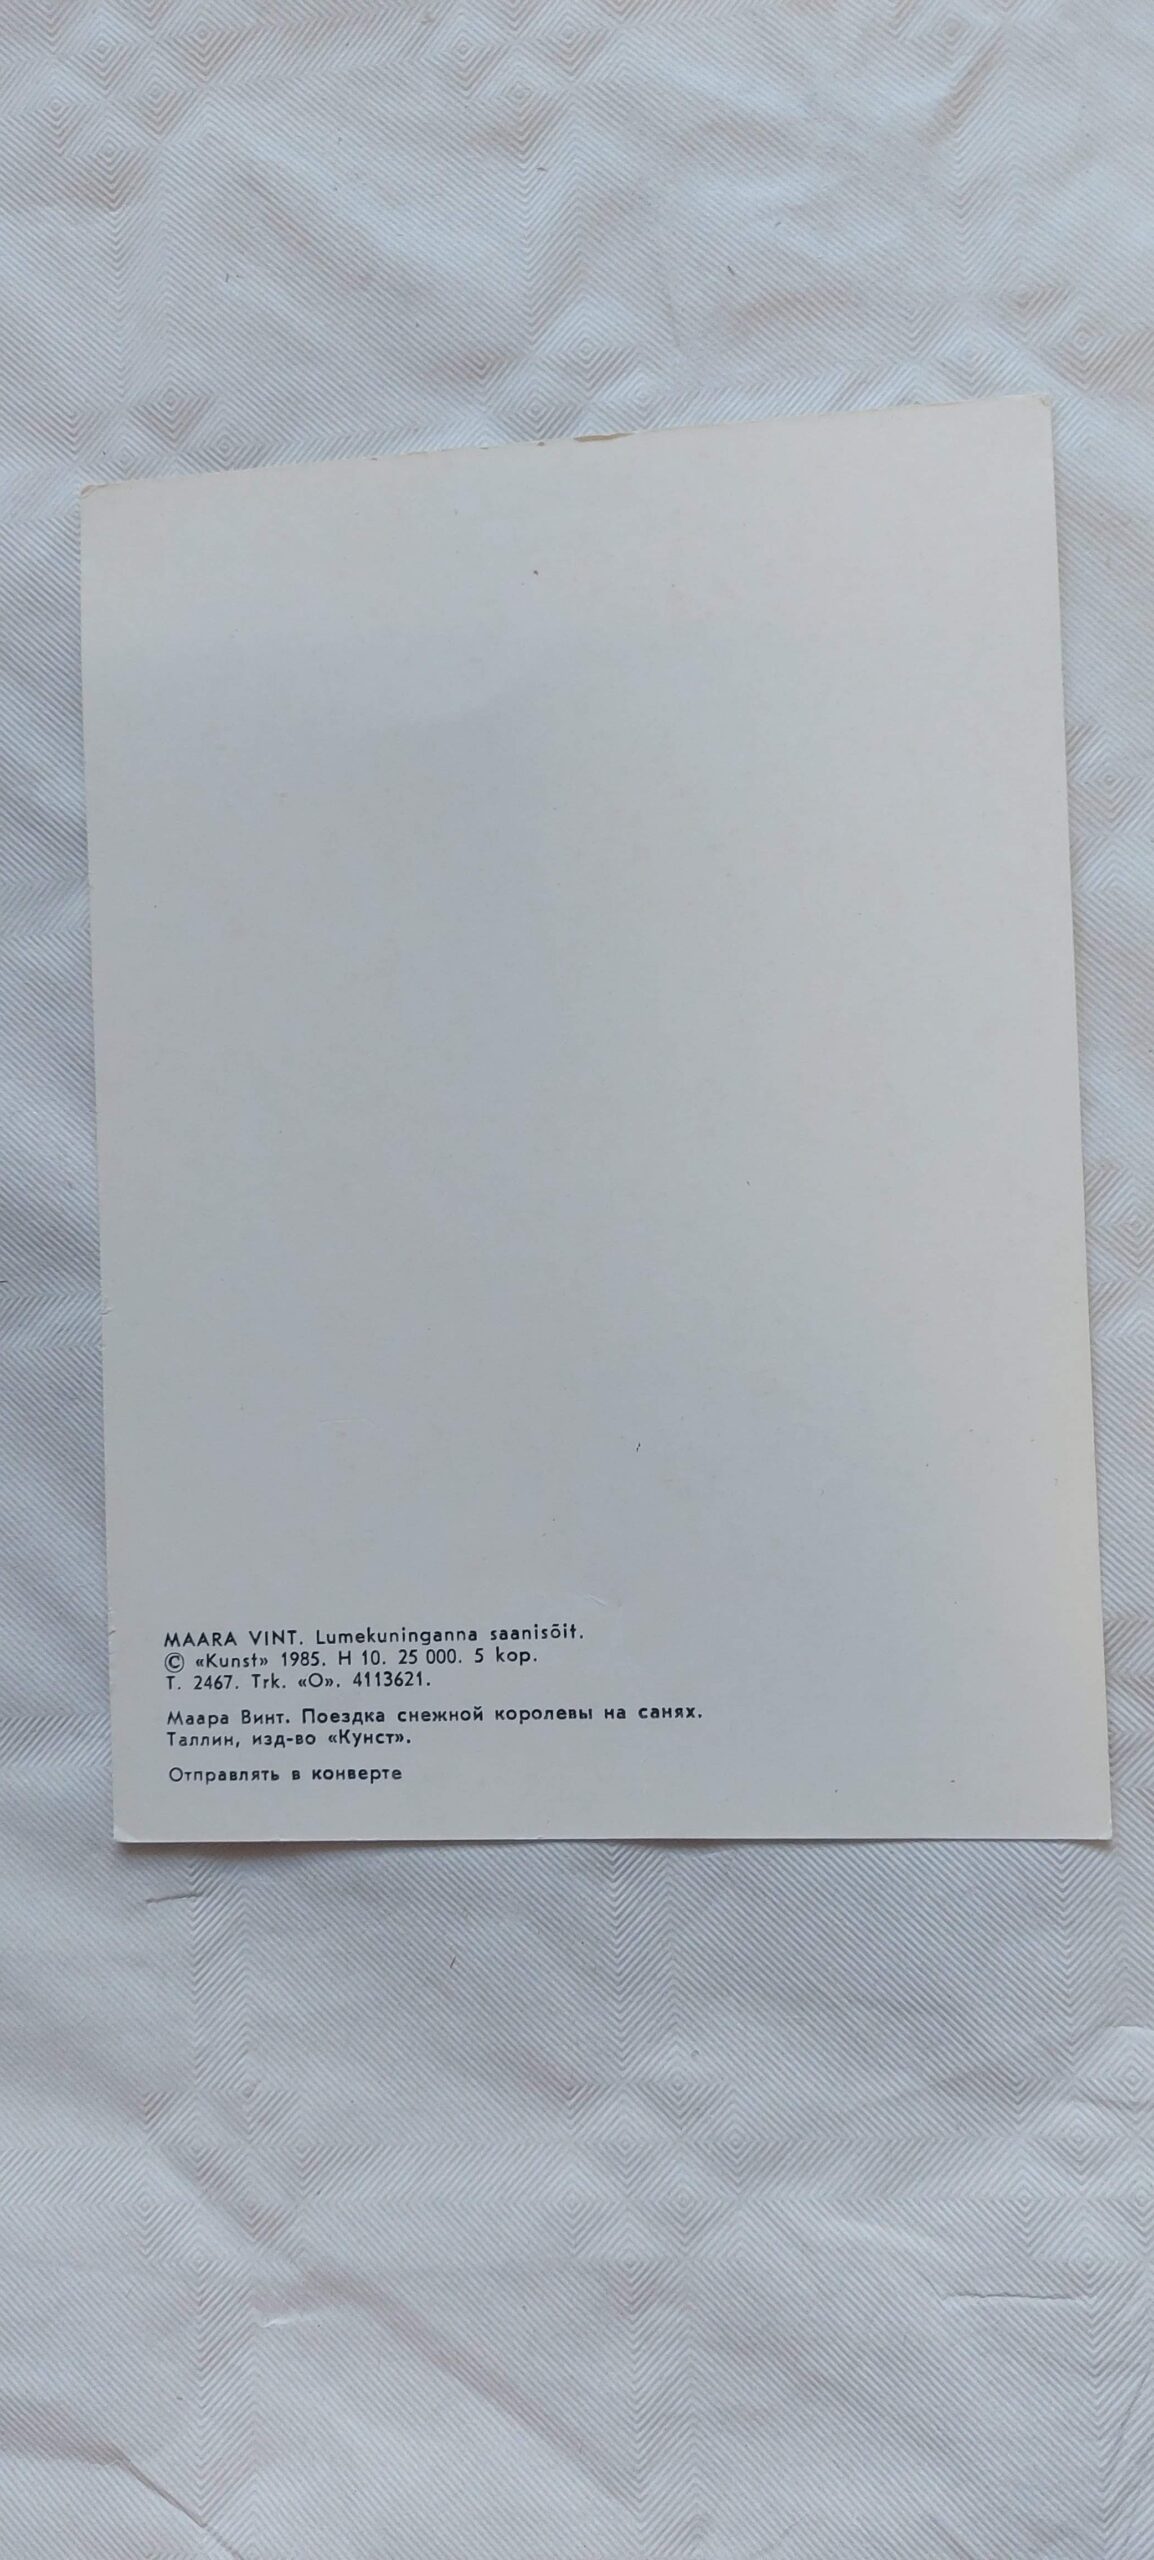 MAARA VINT. Lumekuninganna saanisõit.
© «Kunst» 1985. H 10. 25 000. 5 kop.
T. 2467. Trk. «O». 4113621.
Маара Винт. Поездка снежной королевы на санях.
Таллин, изд-во «Кунст».
Отправлять в конверте